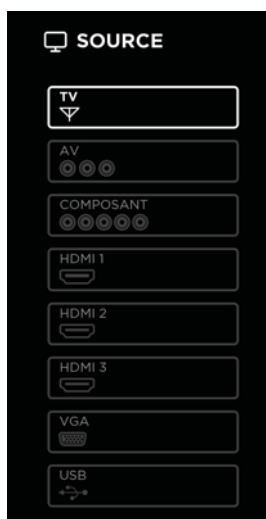 SOURCE
TV
AV
COMPOSANT
HDMI 1
HDMI 2
HDMI 3
VGA
USB